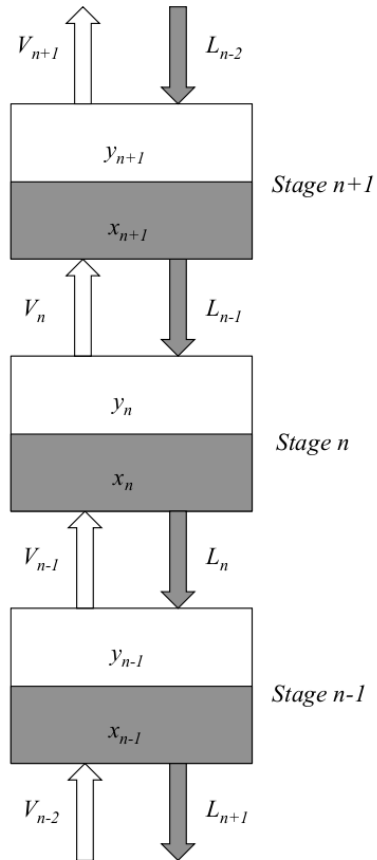 V_{n+1} L_{n-2}
y_{n+1}
Stage n+1
x_{n+1}
V_n L_{n-1}
y_n
Stage n
x_n
V_{n-1} L_n
y_{n-1}
Stage n-1
x_{n-1}
V_{n-2} L_{n+1}